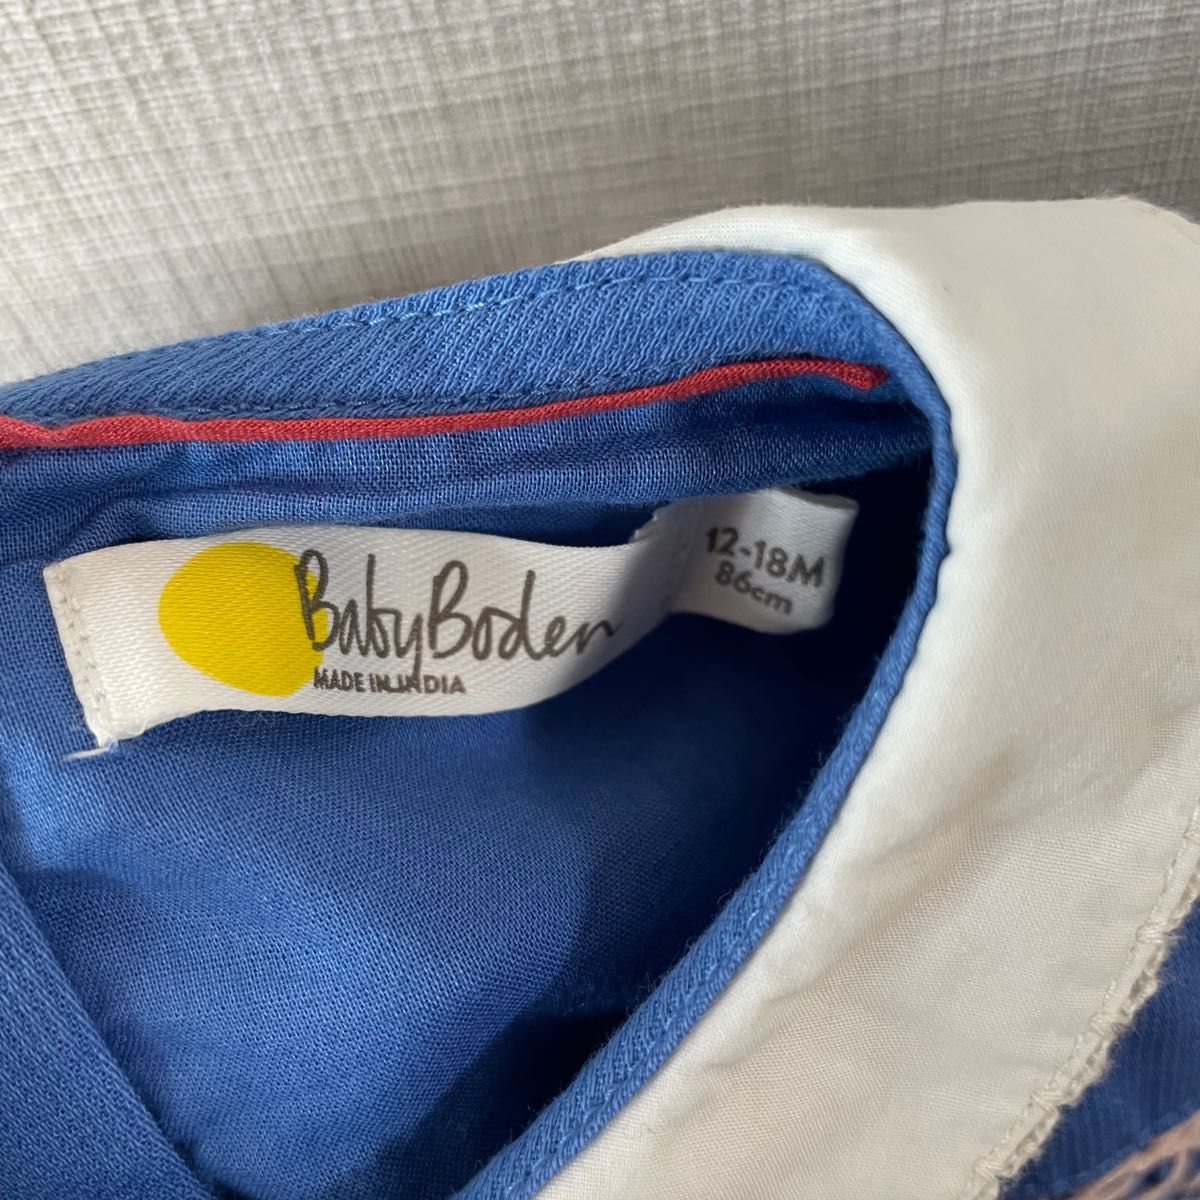 BabyBoden
MADE IN INDIA
12-18M
86cm